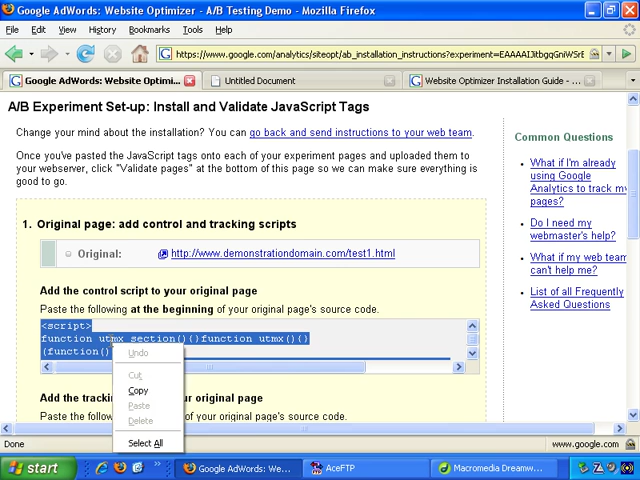 Google AdWords: Website Optimizer - A/B Testing Demo - Mozilla Firefox
File Edit View History Bookmarks Tools Help
https://www.google.com/analytics/siteopt/ab_installation_instructions?experiment=
Google AdWords: Website Optimi...
Untitled Document
Website Optimizer Installation Guide - ...
A/B Experiment Set-up: Install and Validate JavaScript Tags
Change your mind about the installation? You can go back and send instructions to your web team.
Once you've pasted the JavaScript tags onto each of your experiment pages and uploaded them to
your webserver, click "Validate pages" at the bottom of this page so we can make sure everything is
good to go.
1. Original page: add control and tracking scripts
Original: http://www.demonstrationdomain.com/test1.html
Add the control script to your original page
Paste the following at the beginning of your original page's source code.
<script>
function utmx_section(){}function utmx(){}
(function()
Undo
Cut
Copy
Paste
Delete
Select All
Add the ur original page
Paste the follow of your original page's source code.
Common Questions
What if I'm already
using Google
Analytics to track my
pages?
Do I need my
webmaster's help?
What if my web team
can't help me?
List of all Frequently
Asked Questions
Done
www.google.com
start
Google AdWords: We...
AceFTP
Macromedia Dreamw...